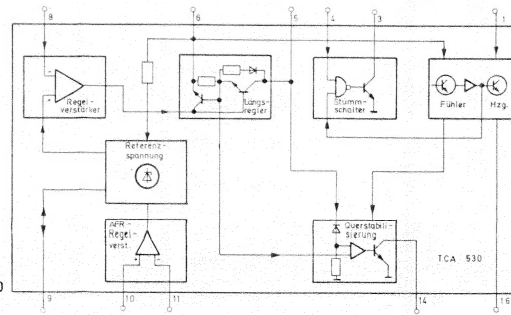 8
6
5
4
3
1
Regel-
verstärker
Längs-
regler
Stumm-
schalter
Fühler
Hzg.
Referenz-
spannung
AFR-
Regel-
verst.
Querstabili-
sierung
TCA 530
9
10
11
14
16